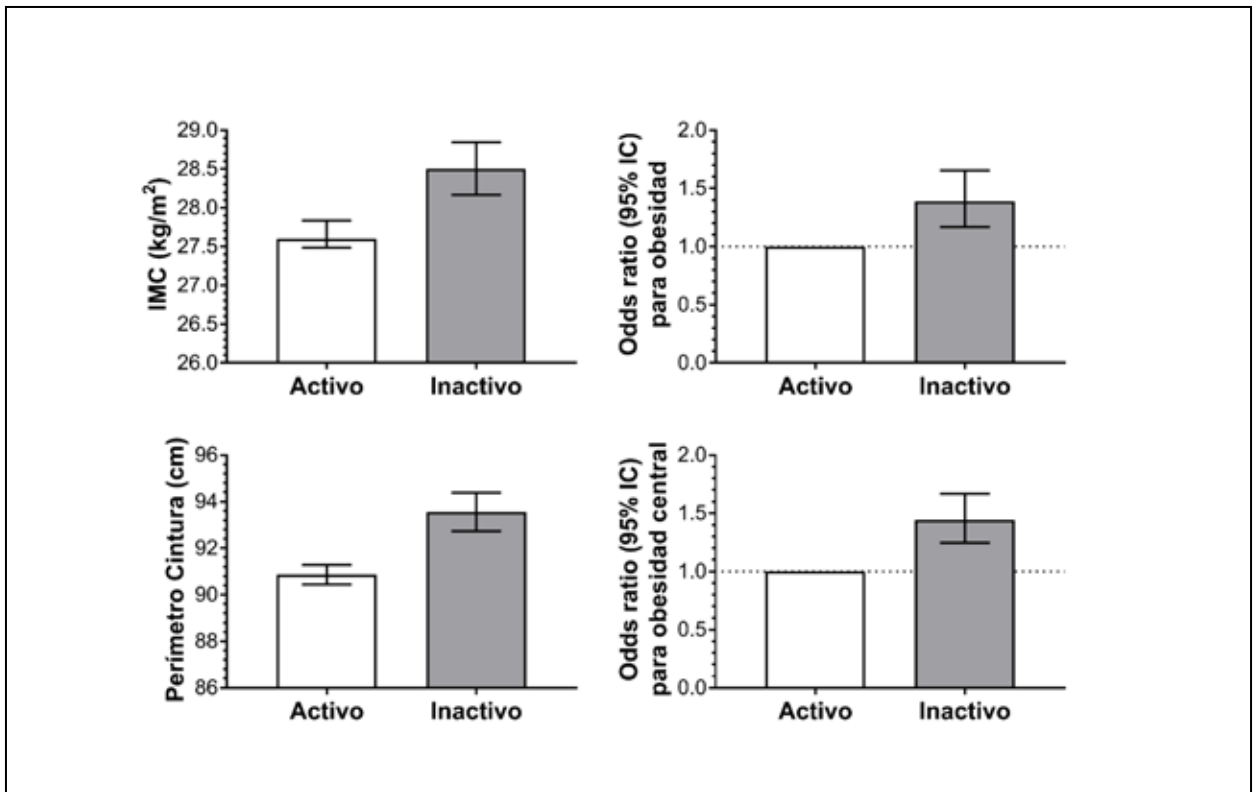 IMC (kg/m²)
29.0
28.5
28.0
27.5
27.0
26.5
26.0
Activo Inactivo
Odds ratio (95% IC)
para obesidad
2.0
1.5
1.0
0.5
0.0
Activo Inactivo
Perímetro Cintura (cm)
96
94
92
90
88
86
Activo Inactivo
Odds ratio (95% IC)
para obesidad central
2.0
1.5
1.0
0.5
0.0
Activo Inactivo